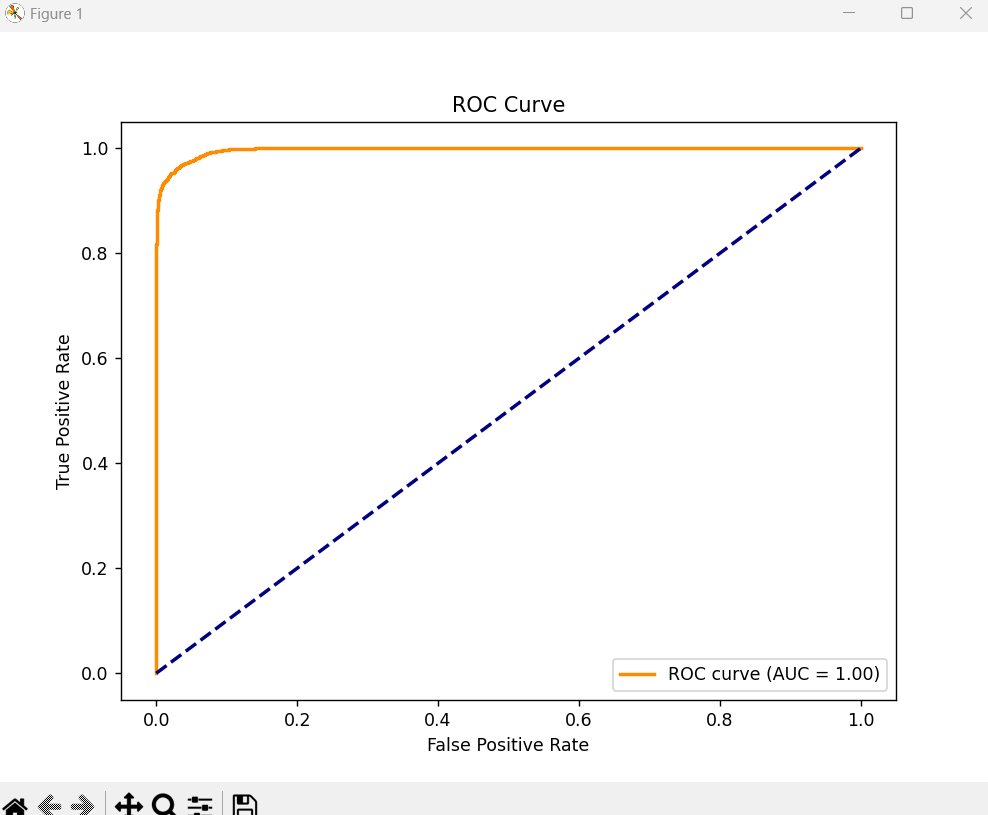 Figure 1
ROC Curve
1.0
0.8
0.6
0.4
0.2
0.0
True Positive Rate
ROC curve (AUC = 1.00)
0.0 0.2 0.4 0.6 0.8 1.0
False Positive Rate